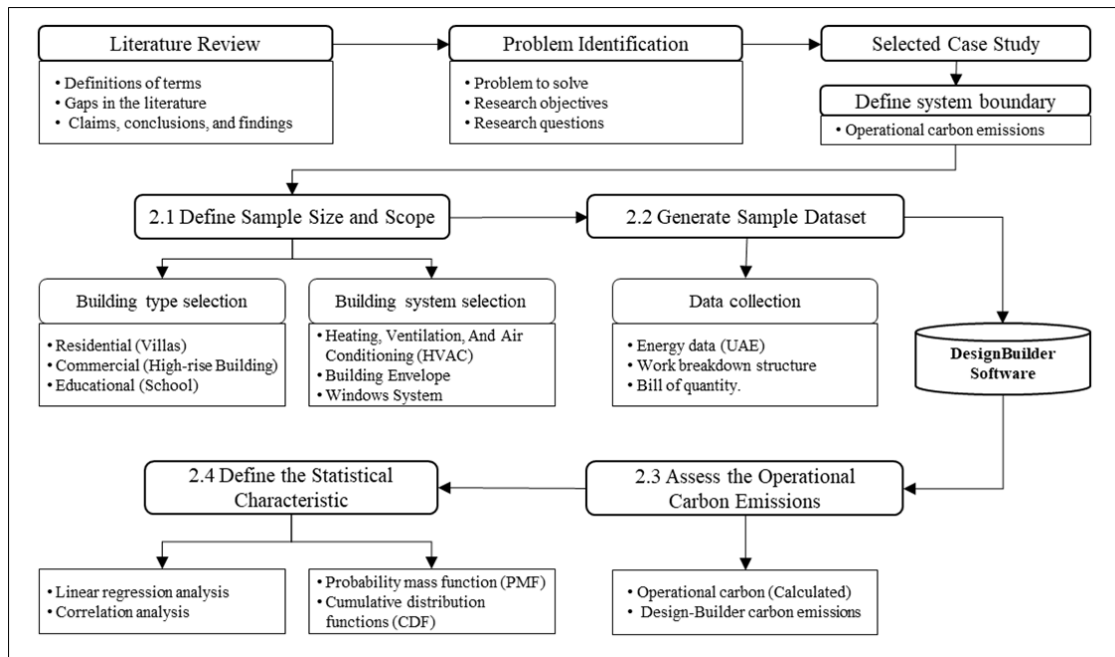 Literature Review
• Definitions of terms
• Gaps in the literature
• Claims, conclusions, and findings
Problem Identification
• Problem to solve
• Research objectives
• Research questions
Selected Case Study
Define system boundary
• Operational carbon emissions
2.1 Define Sample Size and Scope
2.2 Generate Sample Dataset
Building type selection
• Residential (Villas)
• Commercial (High-rise Building)
• Educational (School)
Building system selection
• Heating, Ventilation, And Air
Conditioning (HVAC)
• Building Envelope
• Windows System
Data collection
• Energy data (UAE)
• Work breakdown structure
• Bill of quantity.
DesignBuilder
Software
2.4 Define the Statistical
Characteristic
2.3 Assess the Operational
Carbon Emissions
• Linear regression analysis
• Correlation analysis
• Probability mass function (PMF)
• Cumulative distribution
functions (CDF)
• Operational carbon (Calculated)
• Design-Builder carbon emissions